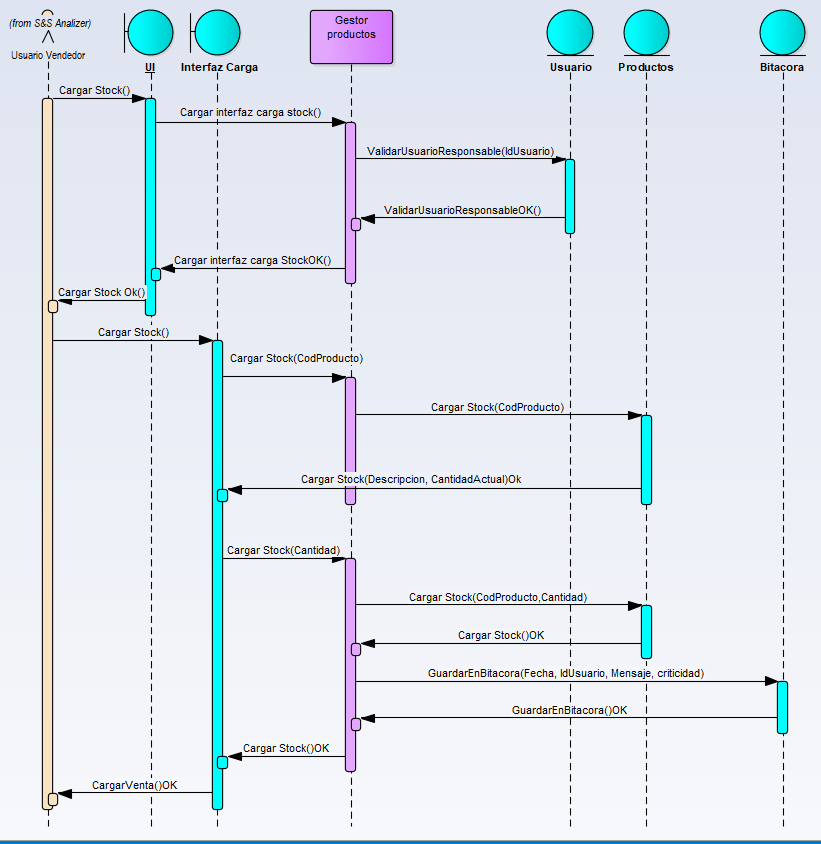 (from S&S Analizer)
Usuario Vendedor
UI
Interfaz Carga
Gestor
productos
Usuario
Productos
Bitacora
Cargar Stock()
Cargar interfaz carga stock()
ValidarUsuarioResponsable(IdUsuario)
ValidarUsuarioResponsableOK()
Cargar interfaz carga StockOK()
Cargar Stock Ok()
Cargar Stock()
Cargar Stock(CodProducto)
Cargar Stock(CodProducto)
Cargar Stock(Descripcion, CantidadActual)Ok
Cargar Stock(Cantidad)
Cargar Stock(CodProducto,Cantidad)
Cargar Stock()OK
GuardarEnBitacora(Fecha, IdUsuario, Mensaje, criticidad)
GuardarEnBitacora()OK
Cargar Stock()OK
CargarVenta()OK